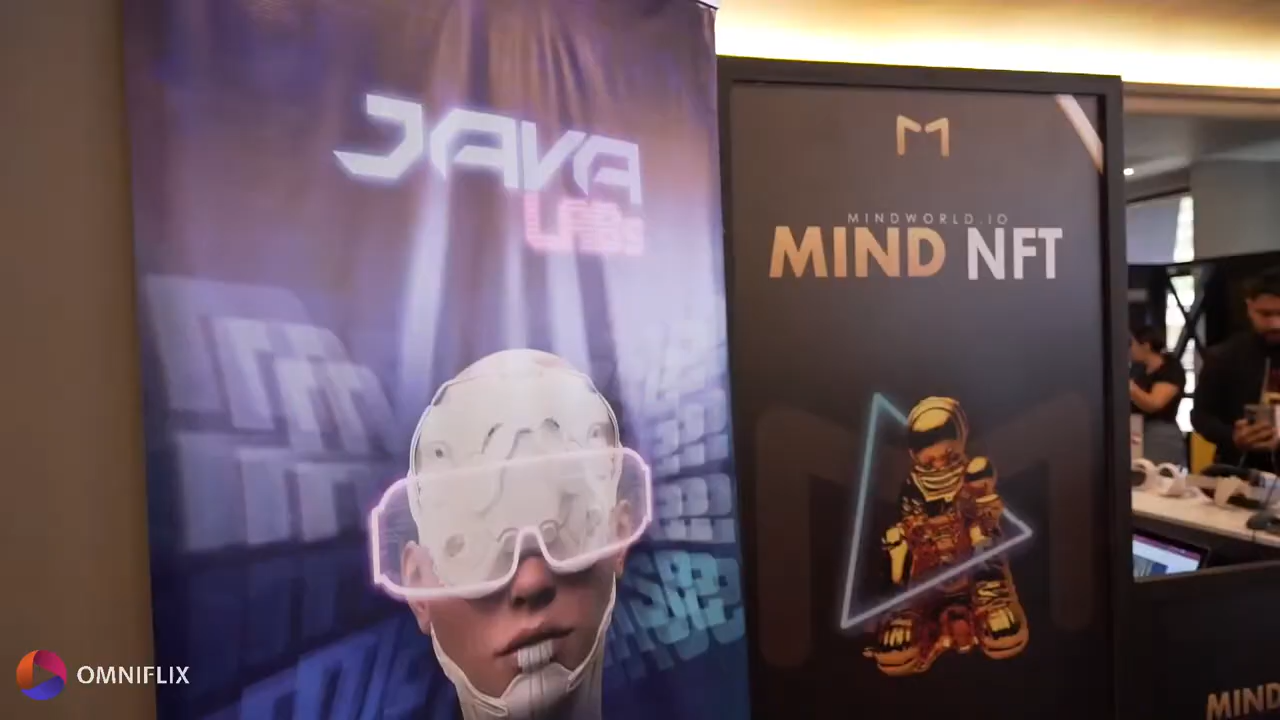 JAVA
LABs
MINDWORLD.IO
MIND NFT
MIND
OMNIFLIX